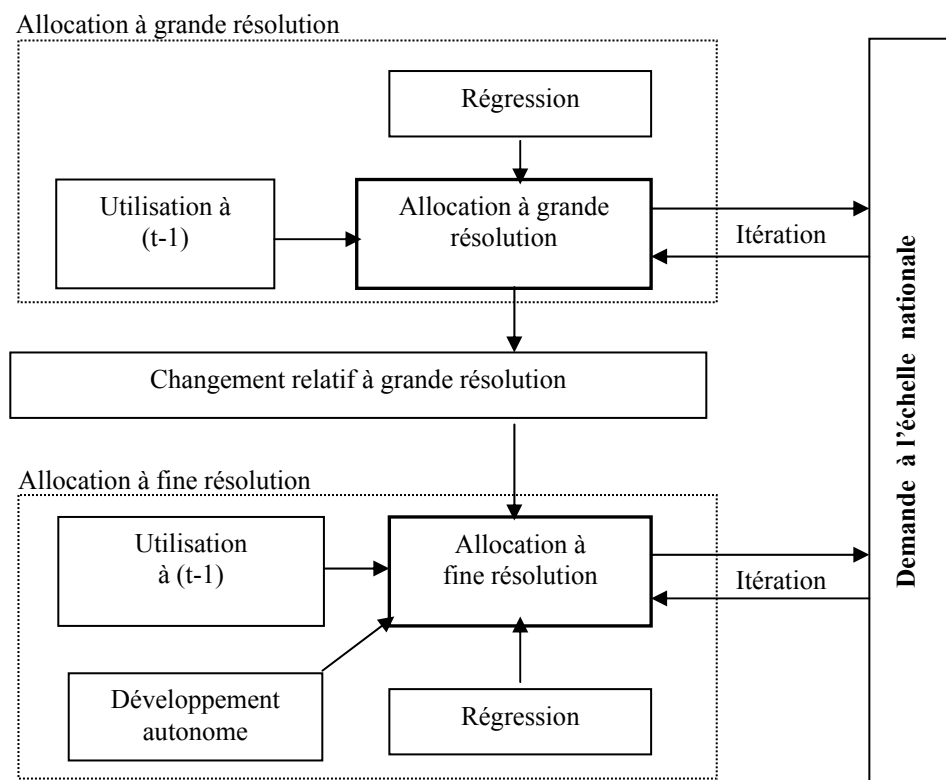 Allocation à grande résolution
Régression
Utilisation à
(t-1)
Allocation à grande
résolution
Itération
Changement relatif à grande résolution
Allocation à fine résolution
Utilisation
à (t-1)
Allocation à
fine résolution
Itération
Développement
autonome
Régression
Demande à l'échelle nationale